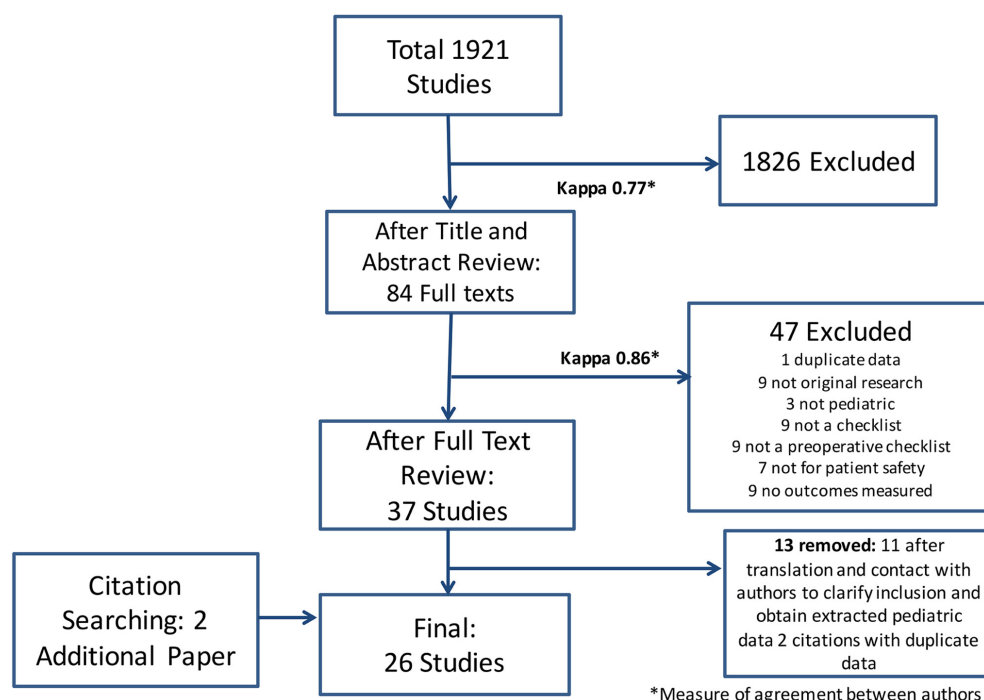 Total 1921
Studies
1826 Excluded
Kappa 0.77*
After Title and
Abstract Review:
84 Full texts
47 Excluded
1 duplicate data
9 not original research
3 not pediatric
9 not a checklist
9 not a preoperative checklist
7 not for patient safety
9 no outcomes measured
Kappa 0.86*
After Full Text
Review:
37 Studies
13 removed: 11 after
translation and contact with
authors to clarify inclusion and
obtain extracted pediatric
data 2 citations with duplicate
data
Citation
Searching: 2
Additional Paper
Final:
26 Studies
*Measure of agreement between authors